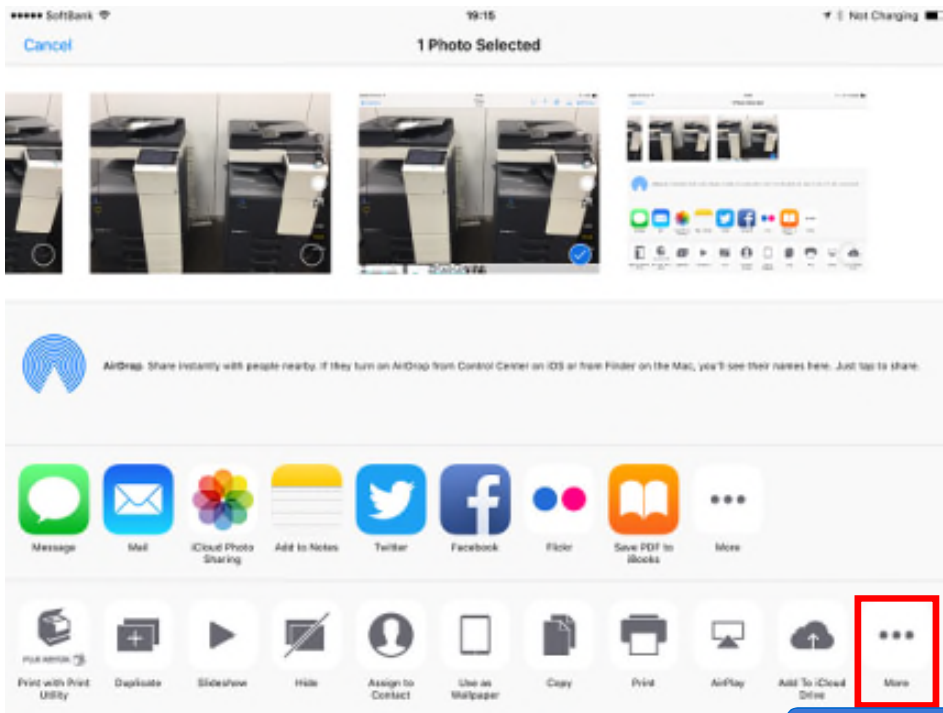 SoftBank 19:15 Not Charging
Cancel 1 Photo Selected
AirDrop. Share instantly with people nearby. If they turn on AirDrop from Control Center on iOS or from Finder on the Mac, you'll see their names here. Just tap to share.
Message Mail iCloud Photo Add to Notes Twitter Facebook Flickr Save PDF to More
Sharing iBooks
FUJI XEROX
Print with Print Duplicate Slideshow Hide Assign to Use as Copy Print AirPlay Add To iCloud More
Utility Contact Wallpaper Drive